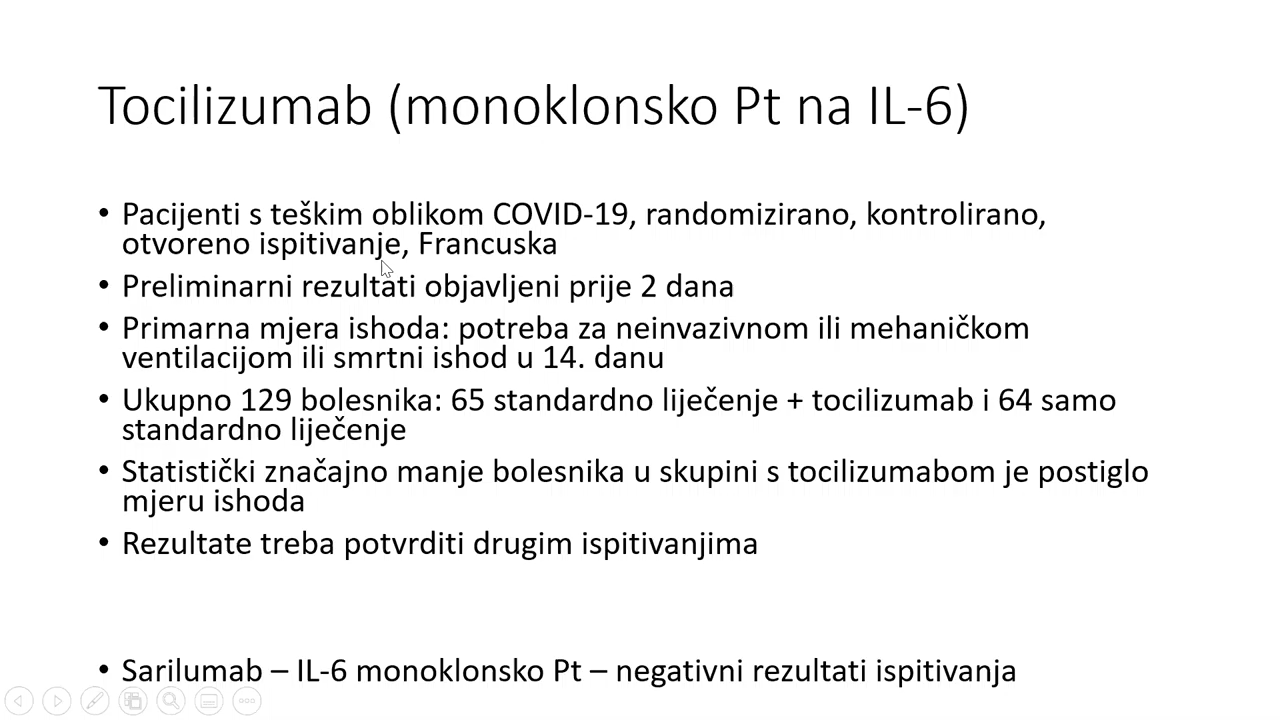 Tocilizumab (monoklonsko Pt na IL-6)
• Pacijenti s teškim oblikom COVID-19, randomizirano, kontrolirano,
otvoreno ispitivanje, Francuska
• Preliminarni rezultati objavljeni prije 2 dana
• Primarna mjera ishoda: potreba za neinvazivnom ili mehaničkom
ventilacijom ili smrtni ishod u 14. danu
• Ukupno 129 bolesnika: 65 standardno liječenje + tocilizumab i 64 samo
standardno liječenje
• Statistički značajno manje bolesnika u skupini s tocilizumabom je postiglo
mjeru ishoda
• Rezultate treba potvrditi drugim ispitivanjima
• Sarilumab – IL-6 monoklonsko Pt – negativni rezultati ispitivanja